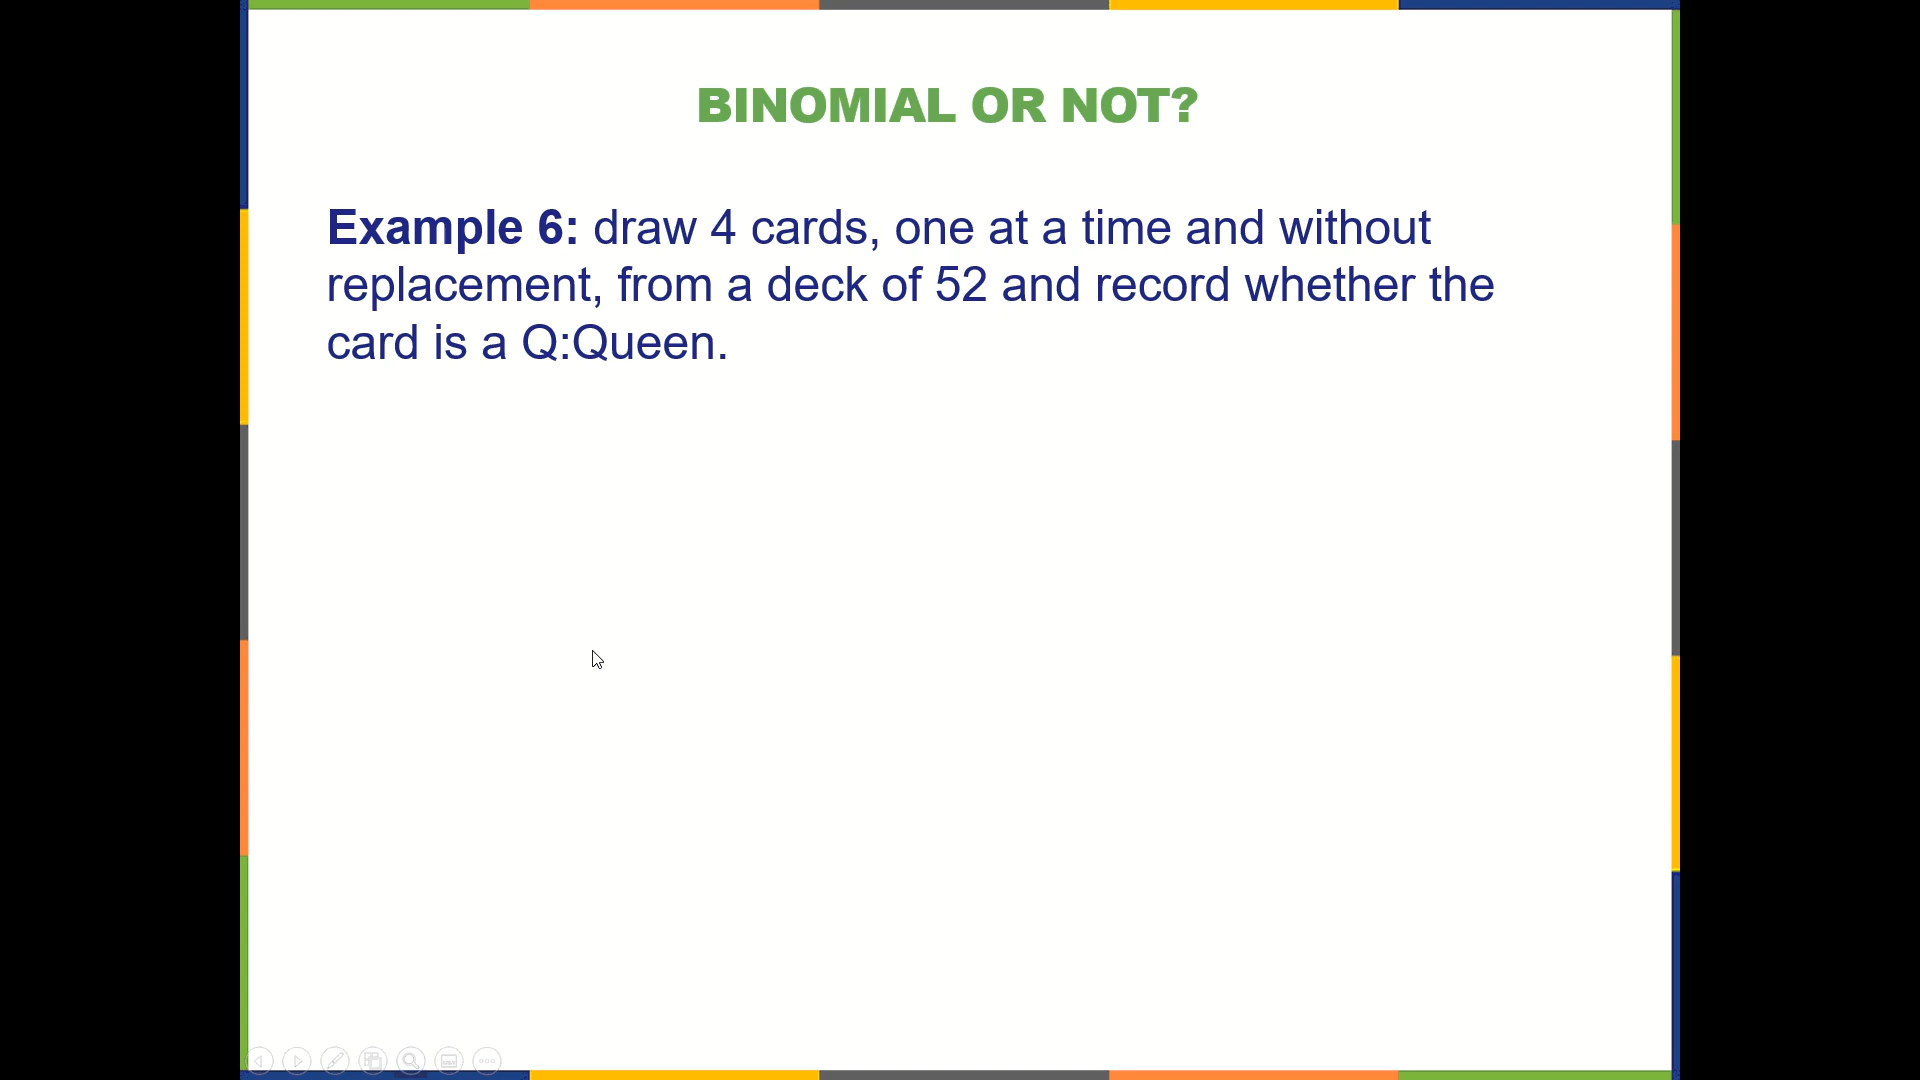 BINOMIAL OR NOT?
Example 6: draw 4 cards, one at a time and without
replacement, from a deck of 52 and record whether the
card is a Q:Queen.